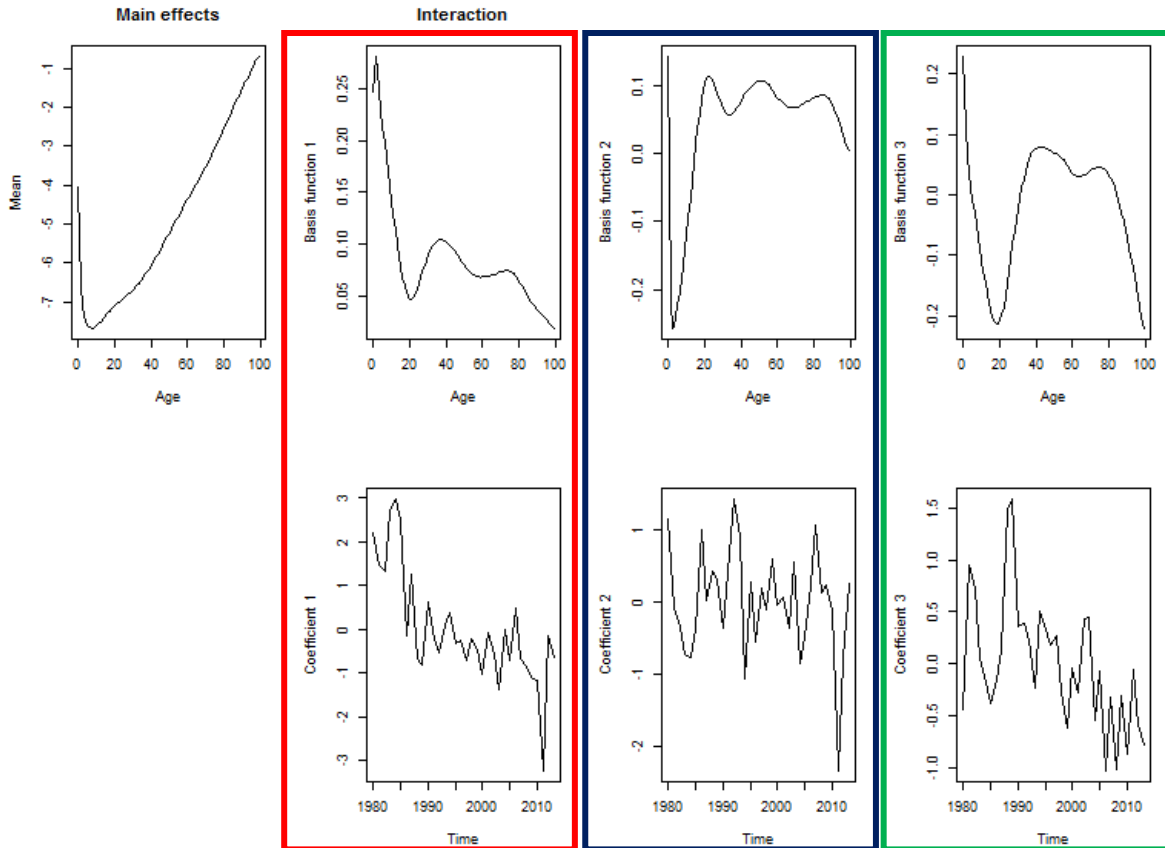 Main effects
Interaction
Mean
-1
-2
-3
-4
-5
-6
-7
0 20 40 60 80 100
Age
Basis function 1
0.25
0.20
0.15
0.10
0.05
0 20 40 60 80 100
Age
Basis function 2
0.1
0.0
-0.1
-0.2
0 20 40 60 80 100
Age
Basis function 3
0.2
0.1
0.0
-0.1
-0.2
0 20 40 60 80 100
Age
Coefficient 1
3
2
1
0
-1
-2
-3
1980 1990 2000 2010
Time
Coefficient 2
1
0
-1
-2
1980 1990 2000 2010
Time
Coefficient 3
1.5
1.0
0.5
0.0
-0.5
-1.0
1980 1990 2000 2010
Time